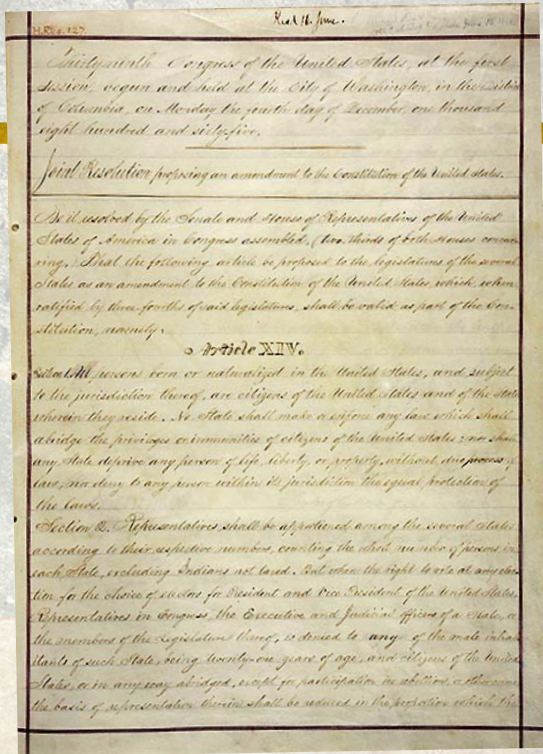 H.Res. 127.
Recd 16. June.
Thirty-ninth Congress of the United States, at the first
session, begun and held at the City of Washington, in the District
of Columbia, on Monday the fourth day of December, one thousand
eight hundred and sixty-five.
Joint Resolution proposing an amendment to the Constitution of the United States.
Be it resolved by the Senate and House of Representatives of the United
States of America in Congress assembled, (two-thirds of both Houses concur-
ring,) That the following article be proposed to the legislatures of the several
States as an amendment to the Constitution of the United States, which, when
ratified by three-fourths of said legislatures, shall be valid as part of the Con-
stitution, namely:
Article XIV.
Section 1. All persons born or naturalized in the United States, and subject
to the jurisdiction thereof, are citizens of the United States and of the State
wherein they reside. No State shall make or enforce any law which shall
abridge the privileges or immunities of citizens of the United States; nor shall
any State deprive any person of life, liberty, or property, without due process of
law; nor deny to any person within its jurisdiction the equal protection of
the laws.
Section 2. Representatives shall be apportioned among the several States
according to their respective numbers, counting the whole number of persons in
each State, excluding Indians not taxed. But when the right to vote at any elec-
tion for the choice of electors for President and Vice President of the United States,
Representatives in Congress, the Executive and Judicial officers of a State, or
the members of the Legislature thereof, is denied to any of the male inhab-
itants of such State, being twenty-one years of age, and citizens of the United
States, or in any way abridged, except for participation in rebellion, or other crime,
the basis of representation therein shall be reduced in the proportion which the